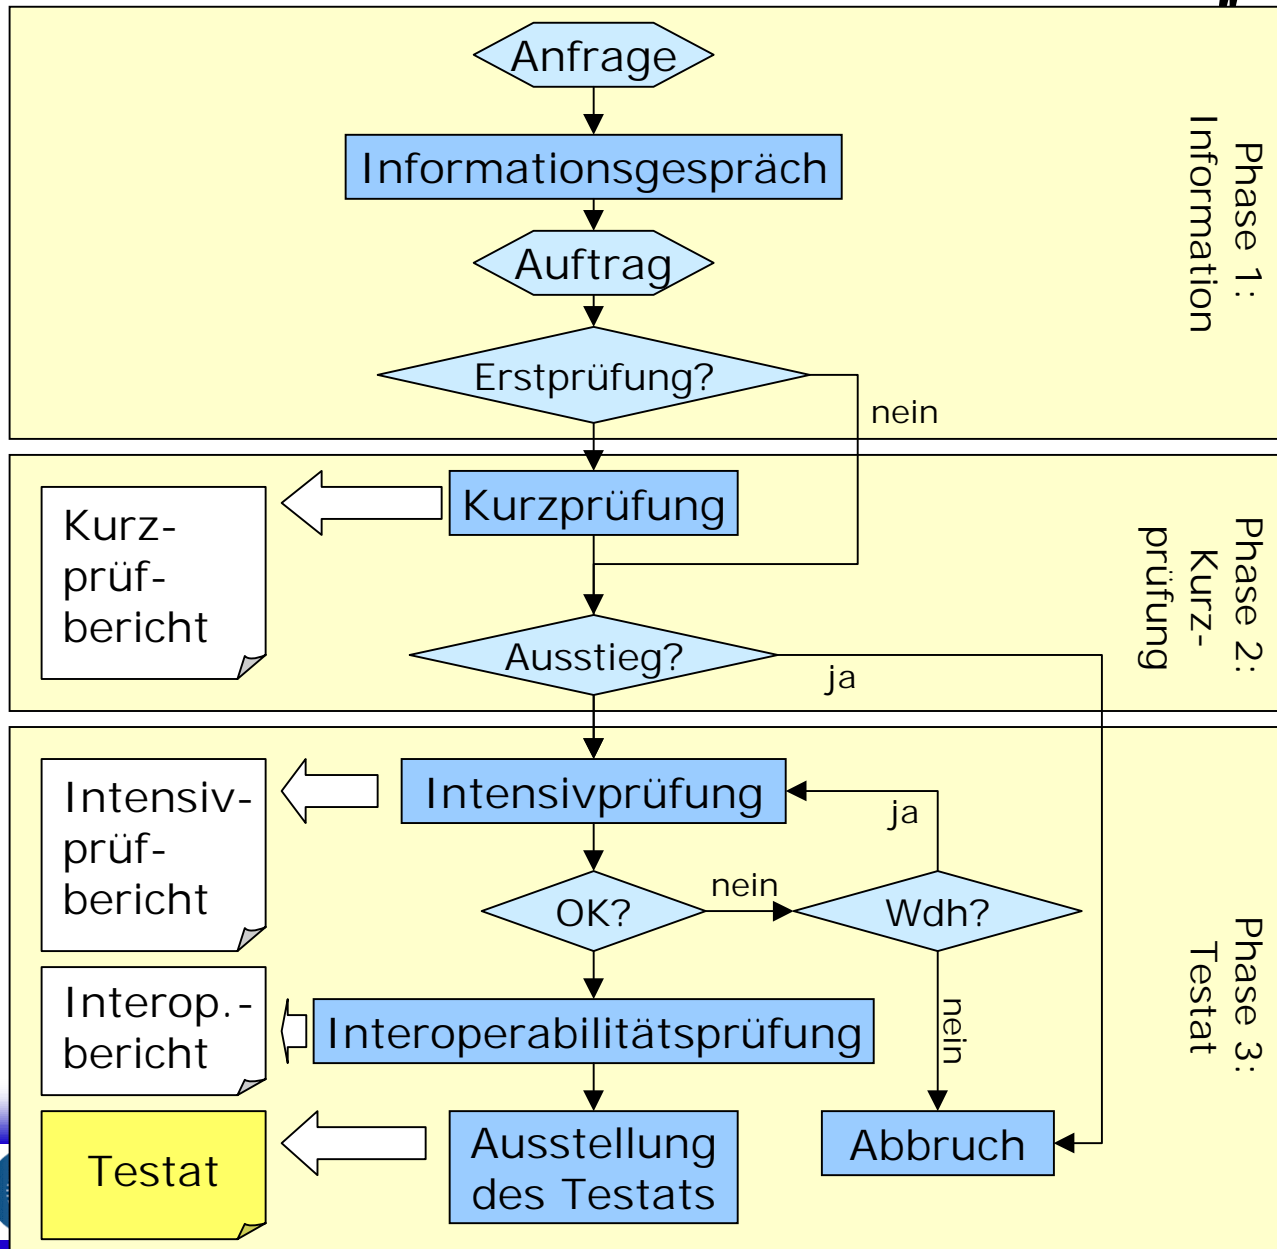 Anfrage
Informationsgespräch
Auftrag
Erstprüfung?
nein
Phase 1:
Information
Kurzprüfung
Kurz-
prüf-
bericht
Ausstieg?
ja
Phase 2:
Kurz-
prüfung
Intensivprüfung
Intensiv-
prüf-
bericht
ja
OK?
nein
Wdh?
nein
Interoperabilitätsprüfung
Interop.-
bericht
Ausstellung
des Testats
Testat
Abbruch
Phase 3:
Testat